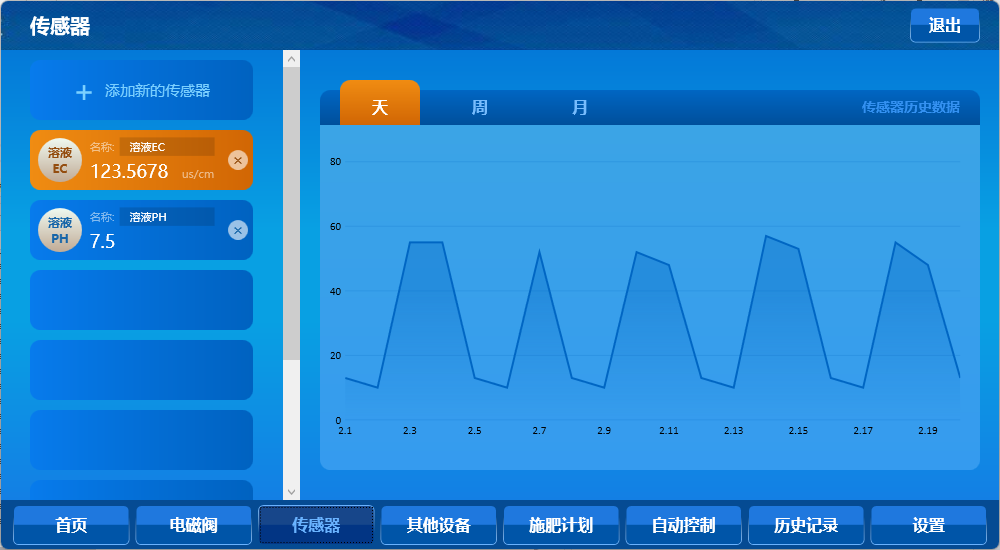 传感器
退出
+ 添加新的传感器
溶液
EC
名称: 溶液EC
123.5678 us/cm
溶液
PH
名称: 溶液PH
7.5
天 周 月 传感器历史数据
80
60
40
20
0
2.1 2.3 2.5 2.7 2.9 2.11 2.13 2.15 2.17 2.19
首页 电磁阀 传感器 其他设备 施肥计划 自动控制 历史记录 设置